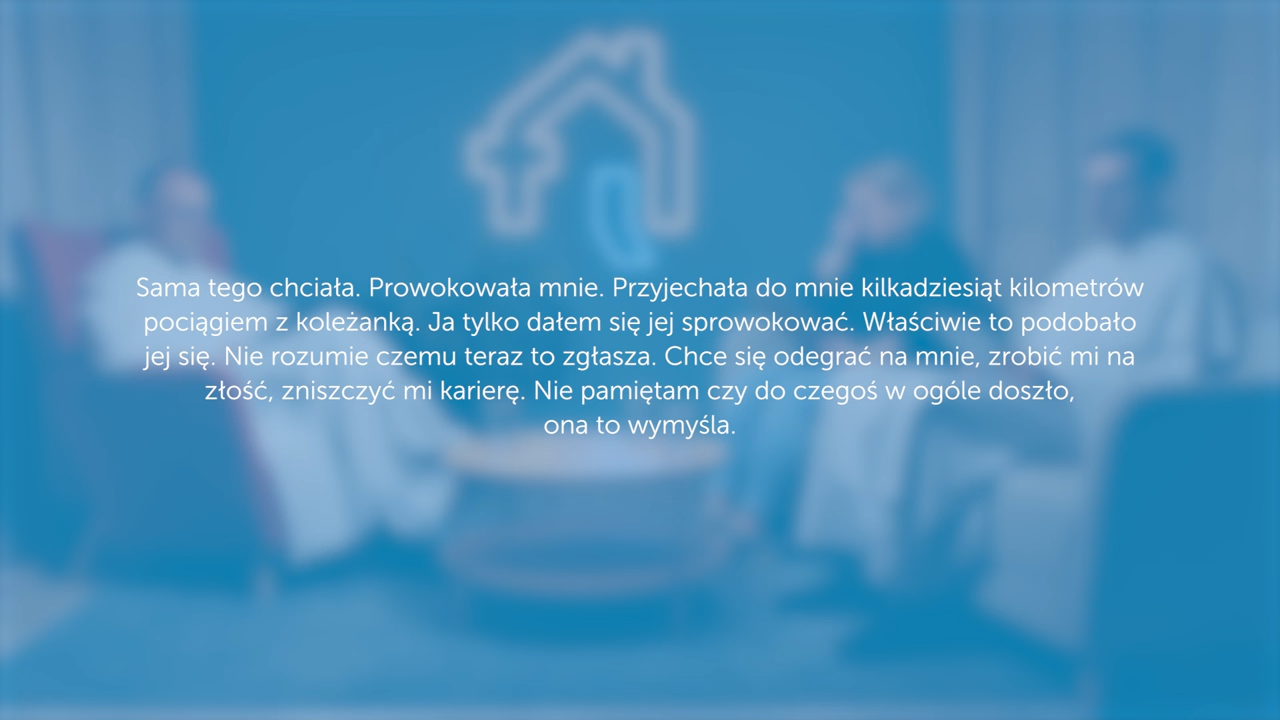 Sama tego chciała. Prowokowała mnie. Przyjechała do mnie kilkadziesiąt kilometrów
pociągiem z koleżanką. Ja tylko dałem się jej sprowokować. Właściwie to podobało
jej się. Nie rozumie czemu teraz to zgłasza. Chce się odegrać na mnie, zrobić mi na
złość, zniszczyć mi karierę. Nie pamiętam czy do czegoś w ogóle doszło,
ona to wymyśla.